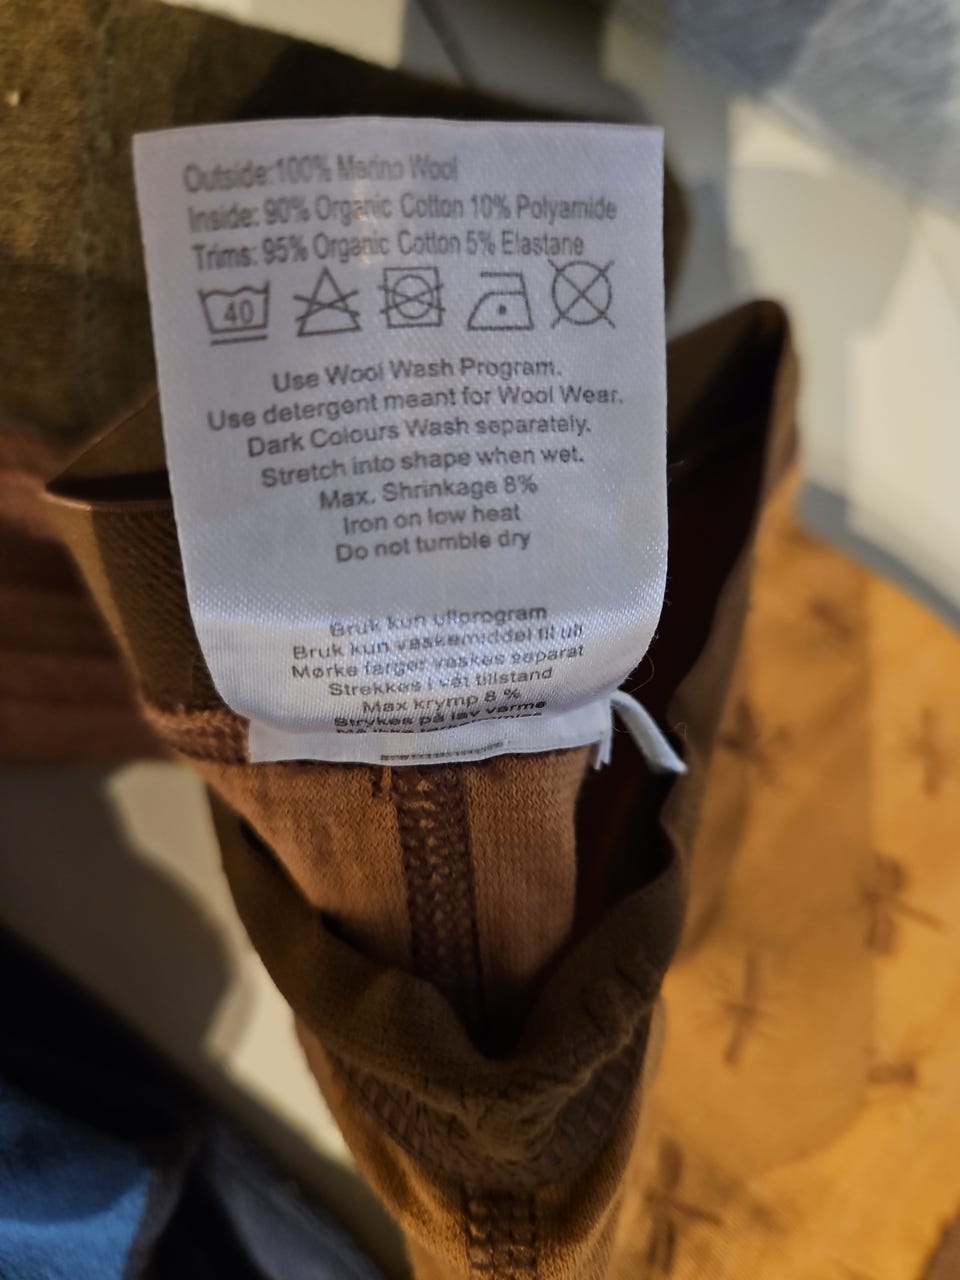 Outside:100% Merino Wool
Inside: 90% Organic Cotton 10% Polyamide
Trims: 95% Organic Cotton 5% Elastane
40
Use Wool Wash Program.
Use detergent meant for Wool Wear.
Dark Colours Wash separately.
Stretch into shape when wet.
Max. Shrinkage 8%
Iron on low heat
Do not tumble dry
Bruk kun ullprogram
Bruk kun vaskemiddel til ull
Mørke farger vaskes separat
Strekkes i våt tilstand
Max krymp 8 %
Strykes på lav varme